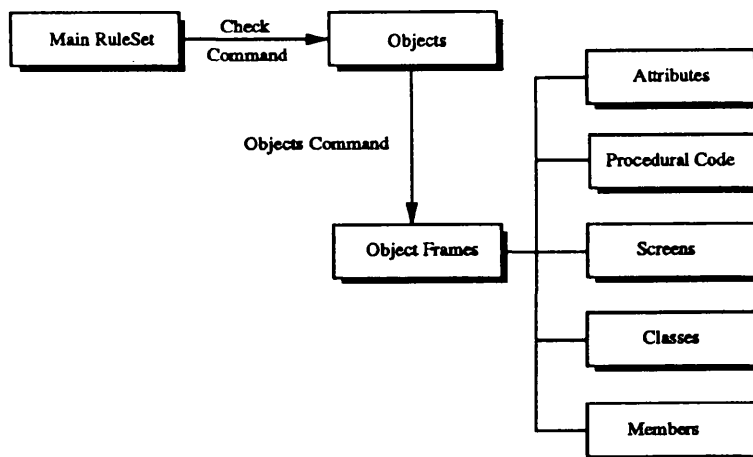 Main RuleSet
Check
Command
Objects
Objects Command
Object Frames
Attributes
Procedural Code
Screens
Classes
Members